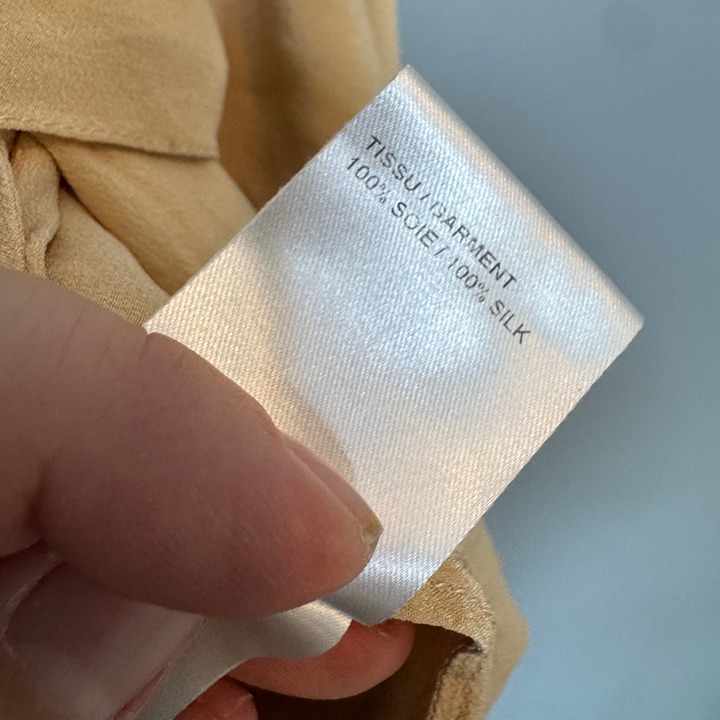 TISSU / GARMENT
100% SOIE / 100% SILK